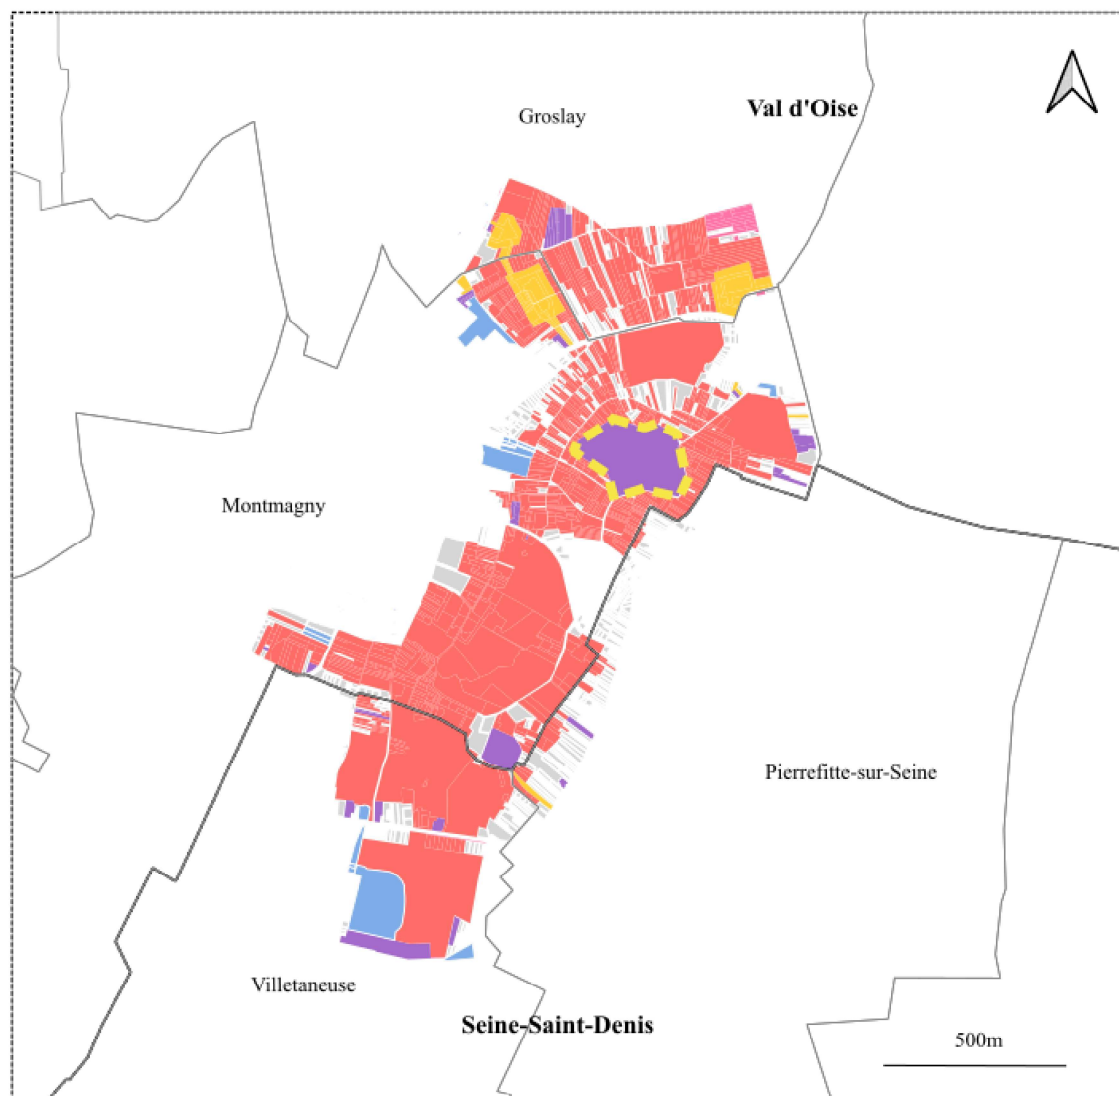 Groslay
Val d'Oise
Montmagny
Pierrefitte-sur-Seine
Villetaneuse
Seine-Saint-Denis
500m